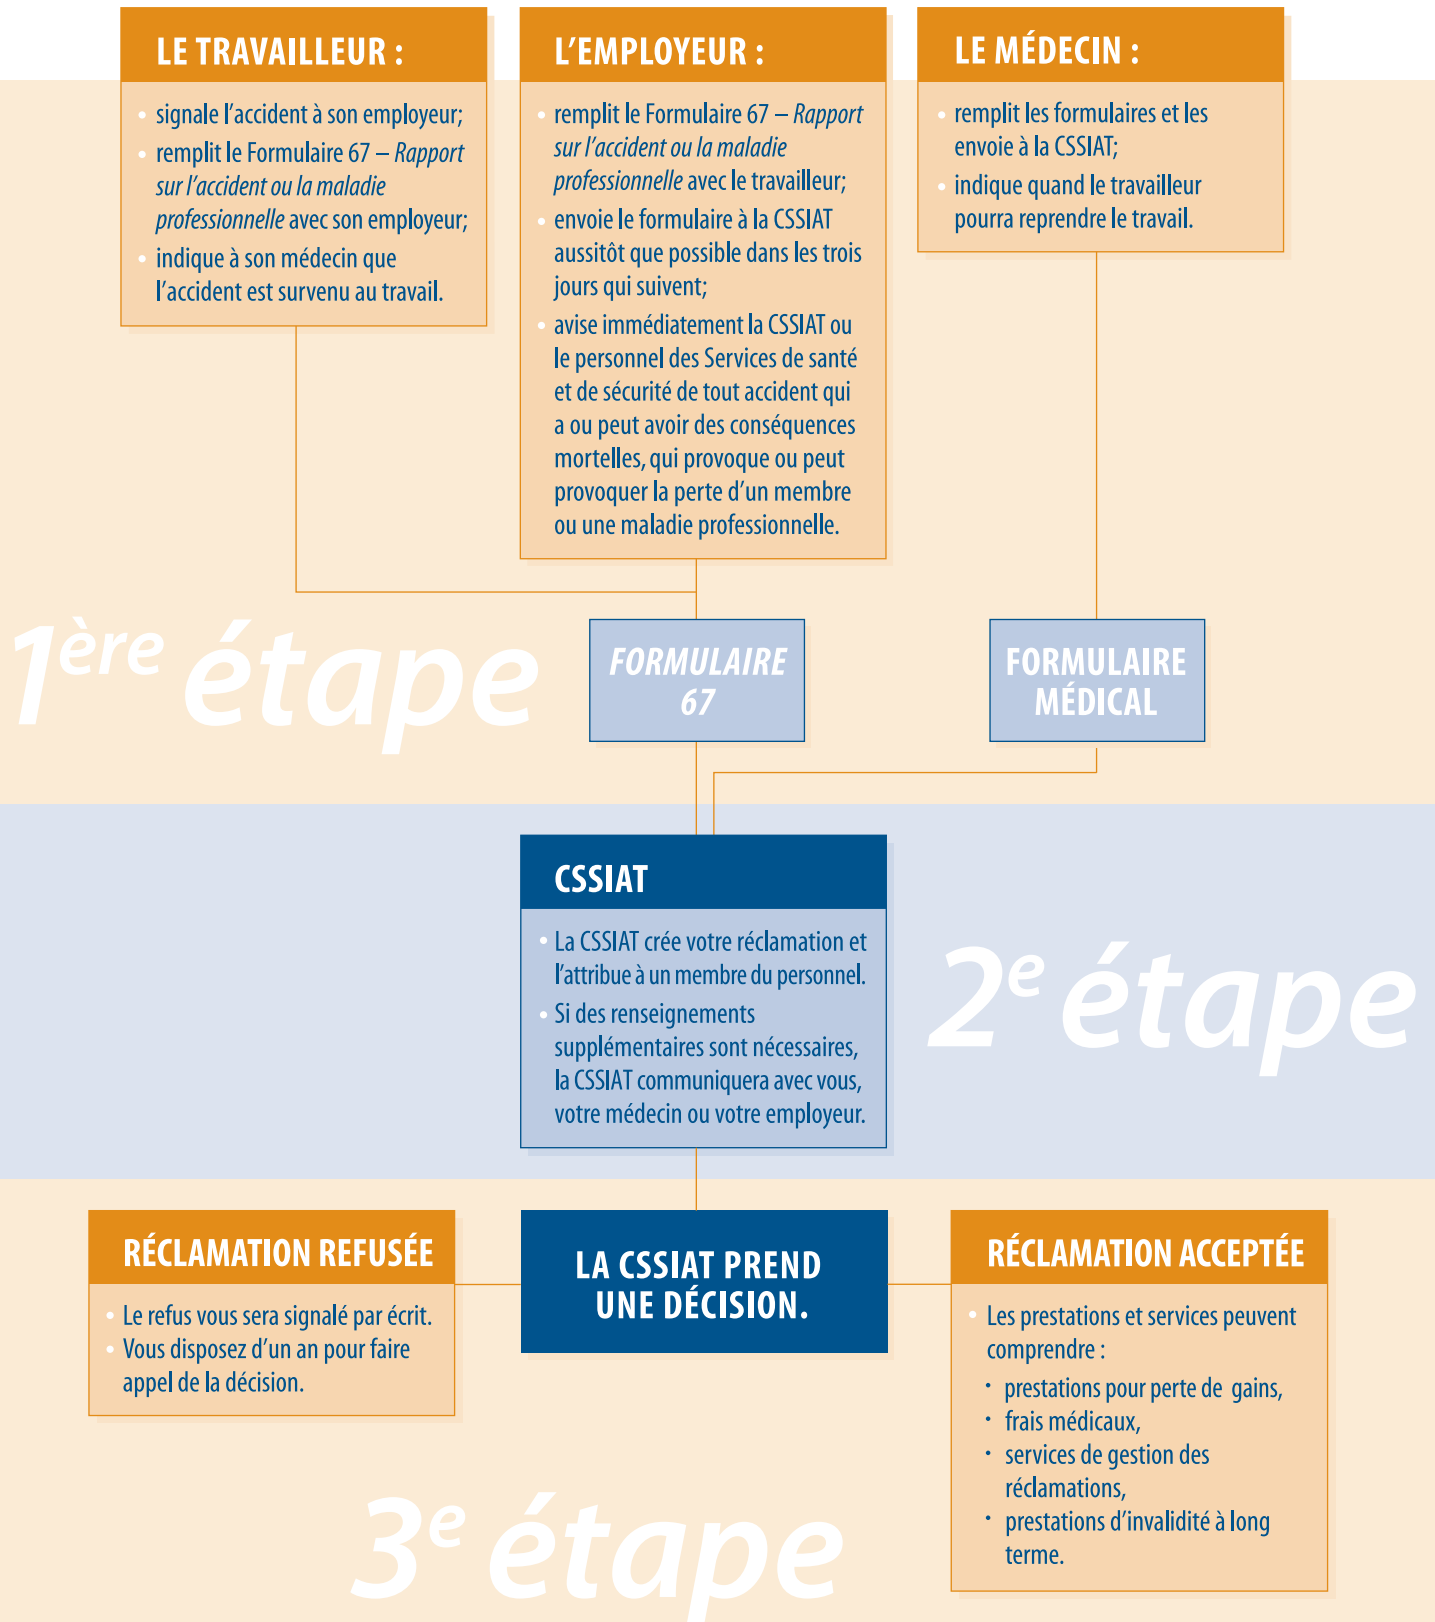 LE TRAVAILLEUR :
• signale l’accident à son employeur;
• remplit le Formulaire 67 – Rapport
sur l’accident ou la maladie
professionnelle avec son employeur;
• indique à son médecin que
l’accident est survenu au travail.
L’EMPLOYEUR :
• remplit le Formulaire 67 – Rapport
sur l’accident ou la maladie
professionnelle avec le travailleur;
• envoie le formulaire à la CSSIAT
aussitôt que possible dans les trois
jours qui suivent;
• avise immédiatement la CSSIAT ou
le personnel des Services de santé
et de sécurité de tout accident qui
a ou peut avoir des conséquences
mortelles, qui provoque ou peut
provoquer la perte d’un membre
ou une maladie professionnelle.
LE MÉDECIN :
• remplit les formulaires et les
envoie à la CSSIAT;
• indique quand le travailleur
pourra reprendre le travail.
1ère étape
FORMULAIRE
67
FORMULAIRE
MÉDICAL
CSSIAT
• La CSSIAT crée votre réclamation et
l’attribue à un membre du personnel.
• Si des renseignements
supplémentaires sont nécessaires,
la CSSIAT communiquera avec vous,
votre médecin ou votre employeur.
2e étape
RÉCLAMATION REFUSÉE
• Le refus vous sera signalé par écrit.
• Vous disposez d’un an pour faire
appel de la décision.
LA CSSIAT PREND
UNE DÉCISION.
RÉCLAMATION ACCEPTÉE
• Les prestations et services peuvent
comprendre :
• prestations pour perte de gains,
• frais médicaux,
• services de gestion des
réclamations,
• prestations d’invalidité à long
terme.
3e étape